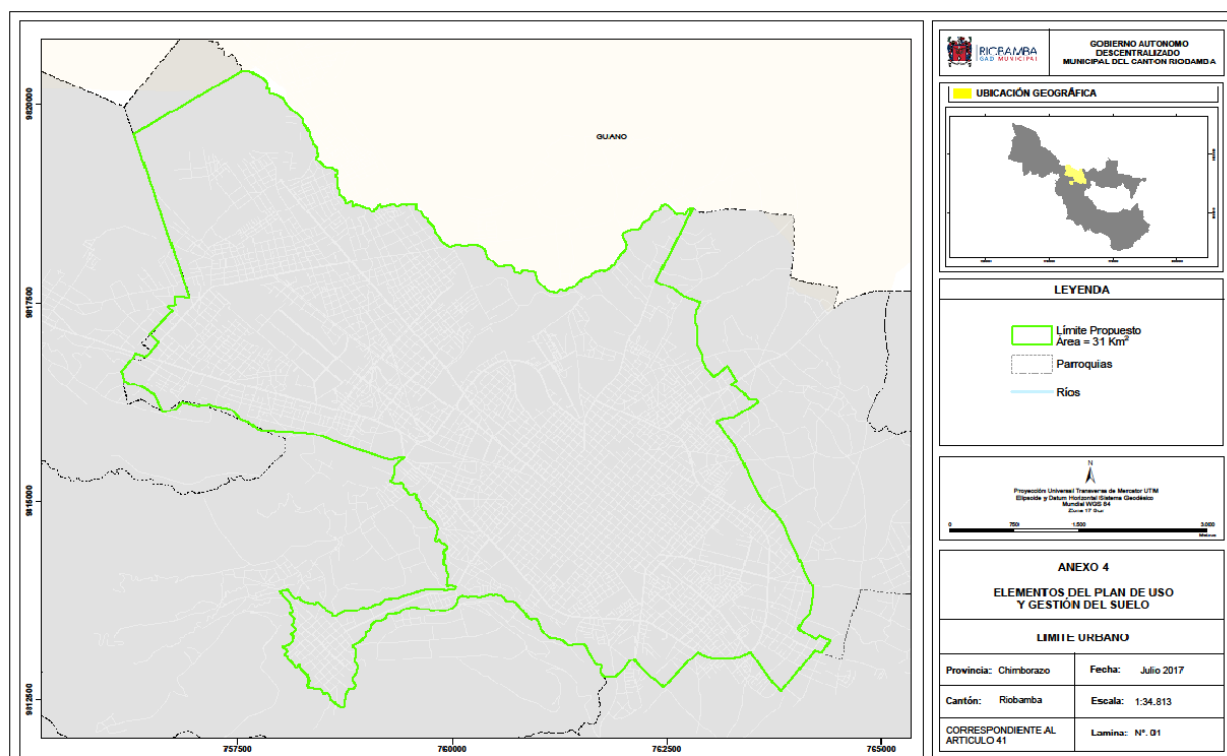 9820000
9817500
9815000
9812500
757500
760000
762500
765000
GUANO
RIOBAMBA
GAD MUNICIPAL
GOBIERNO AUTONOMO
DESCENTRALIZADO
MUNICIPAL DEL CANTON RIOBAMBA
UBICACIÓN GEOGRÁFICA
LEYENDA
Límite Propuesto
Área = 31 Km²
Parroquias
Ríos
N
Proyección Universal Transversa de Mercator UTM
Elipsoide y Datum Horizontal Sistema Geodésico
Mundial WGS 84
Zona 17 Sur
0 750 1.500 3.000
Metros
ANEXO 4
ELEMENTOS DEL PLAN DE USO
Y GESTIÓN DEL SUELO
LIMITE URBANO
Provincia: Chimborazo
Fecha: Julio 2017
Cantón: Riobamba
Escala: 1:34.813
CORRESPONDIENTE AL
ARTICULO 41
Lamina: N°. 01